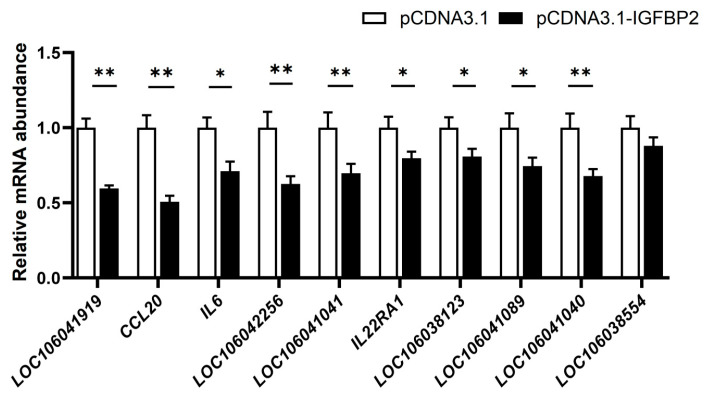 pCDNA3.1 pCDNA3.1-IGFBP2
Relative mRNA abundance
1.5
1.0
0.5
0.0
** ** * ** ** * * * **
LOC106041919 CCL20 IL6 LOC106042256 LOC106041041 IL22RA1 LOC106038123 LOC106041089 LOC106041040 LOC106038554